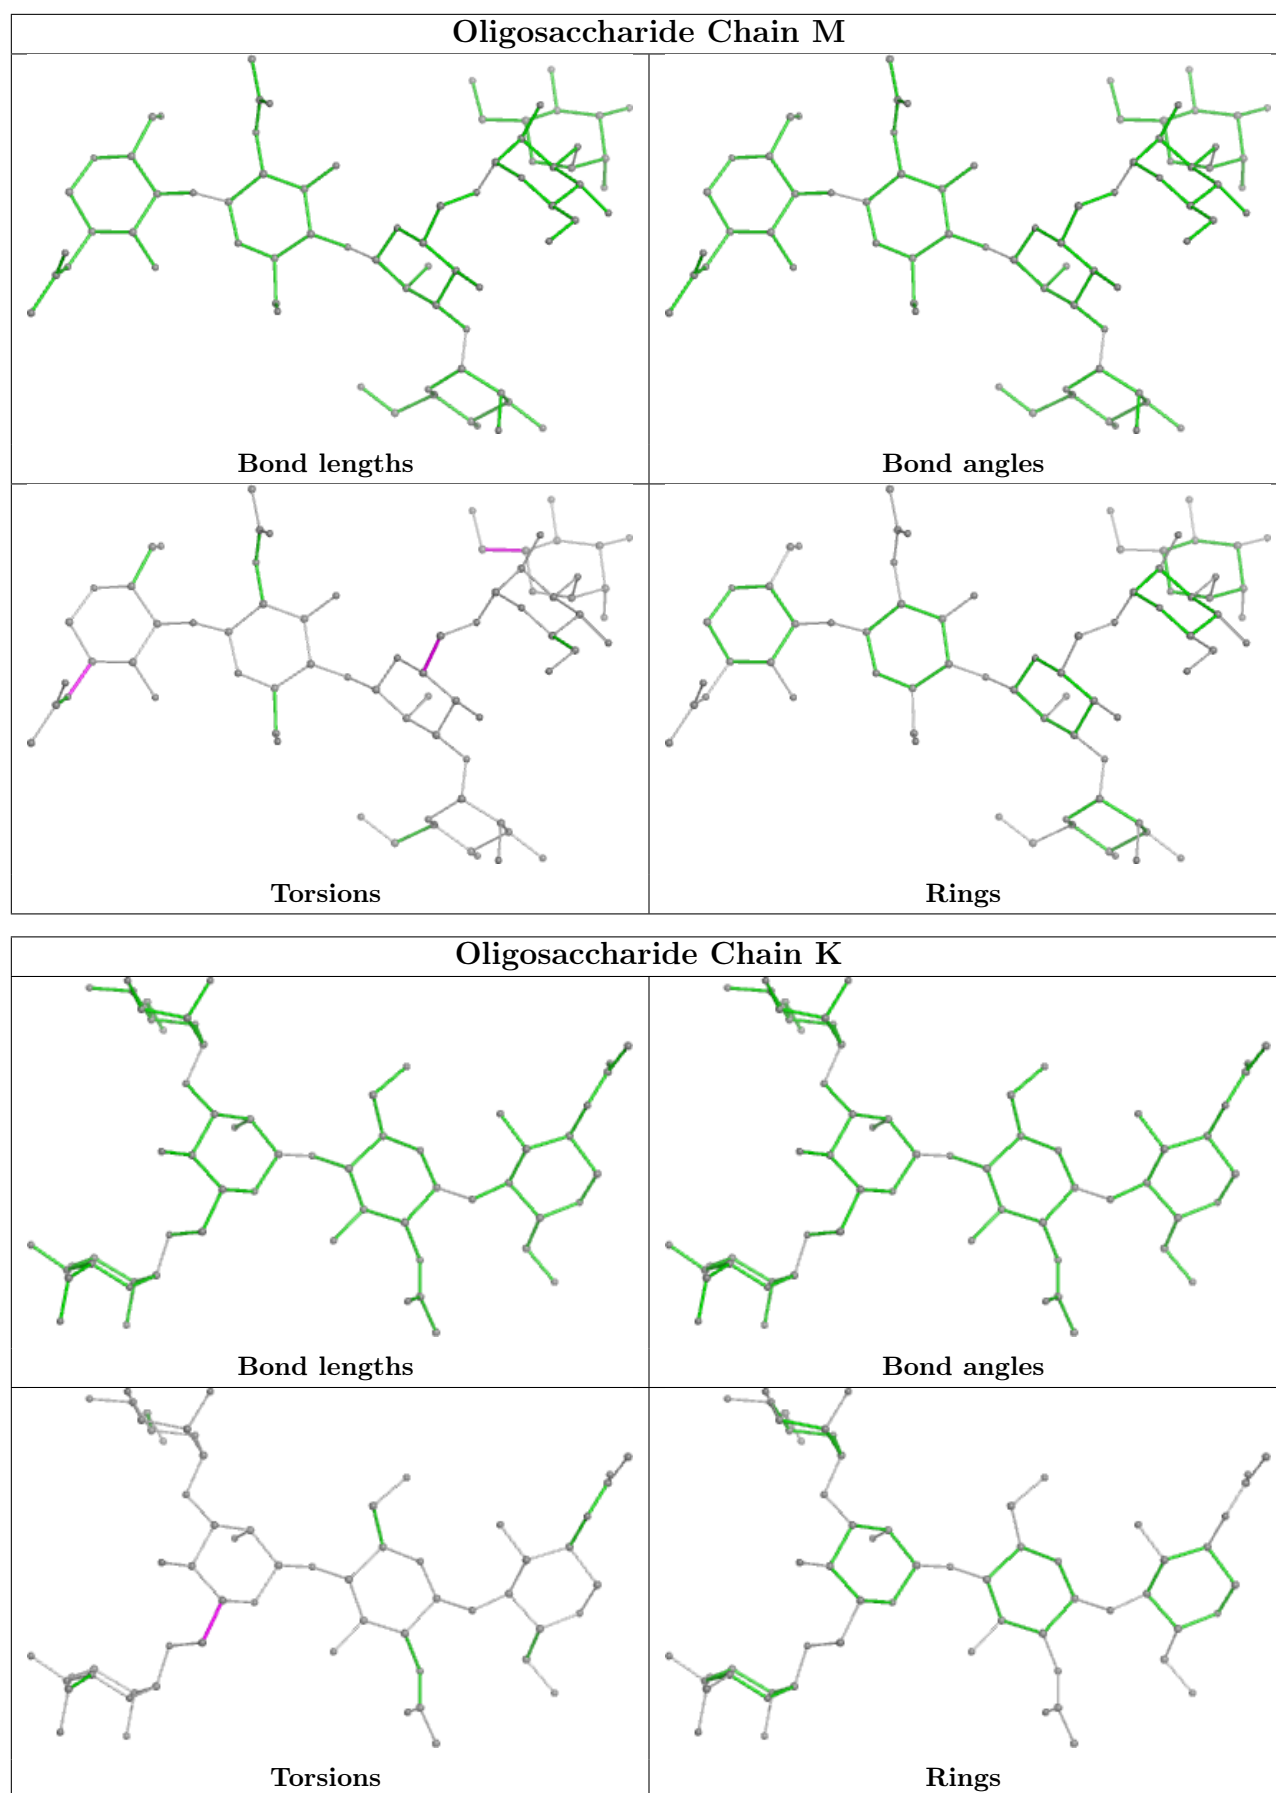 Oligosaccharide Chain M
Bond lengths
Bond angles
Torsions
Rings
Oligosaccharide Chain K
Bond lengths
Bond angles
Torsions
Rings